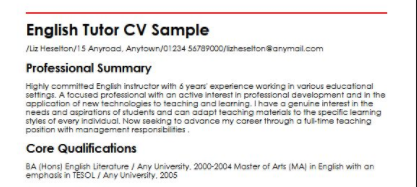 English Tutor CV Sample
/Liz Heselton/15 Anyroad, Anytown/01234 56789000/lizheselton@anymail.com
Professional Summary
Highly committed English instructor with 6 years' experience working in various educational
settings. A focused professional with an active interest in professional development and in the
application of new technologies to teaching and learning. I have a genuine interest in the
needs and aspirations of students and can adapt teaching materials to the specific learning
styles of every individual. Now seeking to advance my career through a full-time teaching
position with management responsibilities .
Core Qualifications
BA (Hons) English Literature / Any University, 2000-2004 Master of Arts (MA) in English with an
emphasis in TESOL / Any University, 2005